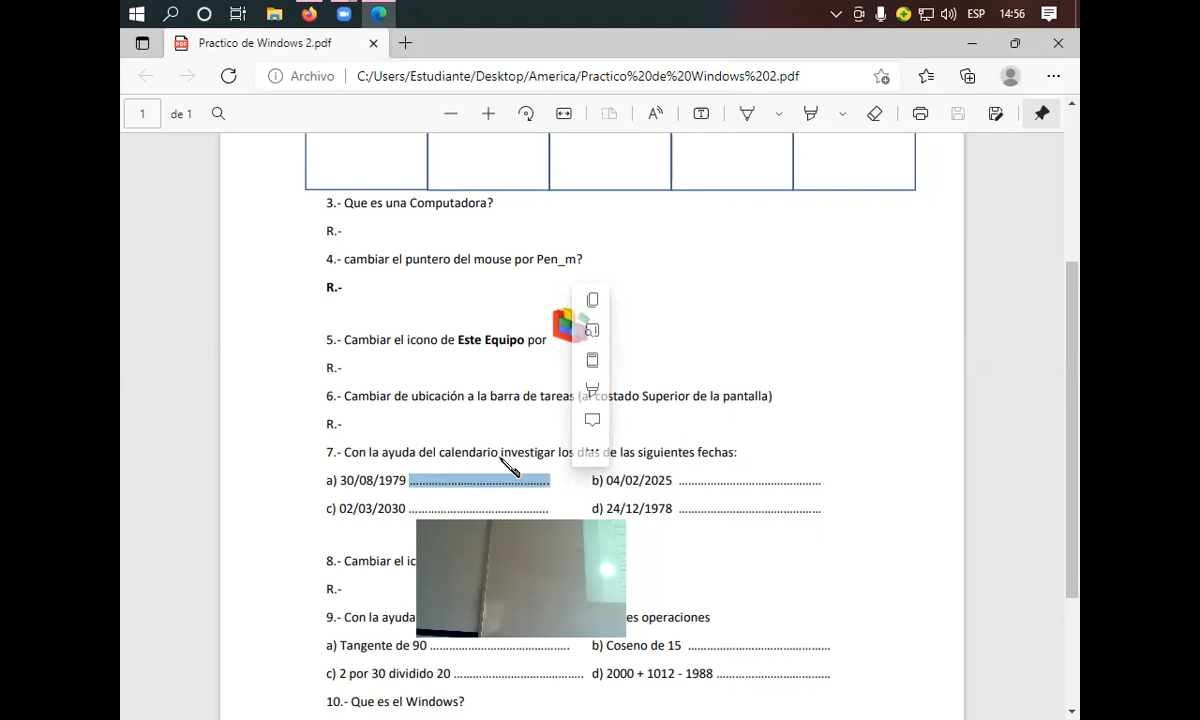 ESP 14:56
Practico de Windows 2.pdf
Archivo C:/Users/Estudiante/Desktop/America/Practico%20de%20Windows%202.pdf
1 de 1
3.- Que es una Computadora?
R.-
4.- cambiar el puntero del mouse por Pen_m?
R.-
5.- Cambiar el icono de Este Equipo por
R.-
6.- Cambiar de ubicación a la barra de tareas (al costado Superior de la pantalla)
R.-
7.- Con la ayuda del calendario investigar los días de las siguientes fechas:
a) 30/08/1979 ............................................ b) 04/02/2025 ............................................
c) 02/03/2030 ............................................ d) 24/12/1978 ............................................
8.- Cambiar el ic
R.-
9.- Con la ayuda es operaciones
a) Tangente de 90 ............................................ b) Coseno de 15 ............................................
c) 2 por 30 dividido 20 ............................................ d) 2000 + 1012 - 1988 ....................................
10.- Que es el Windows?